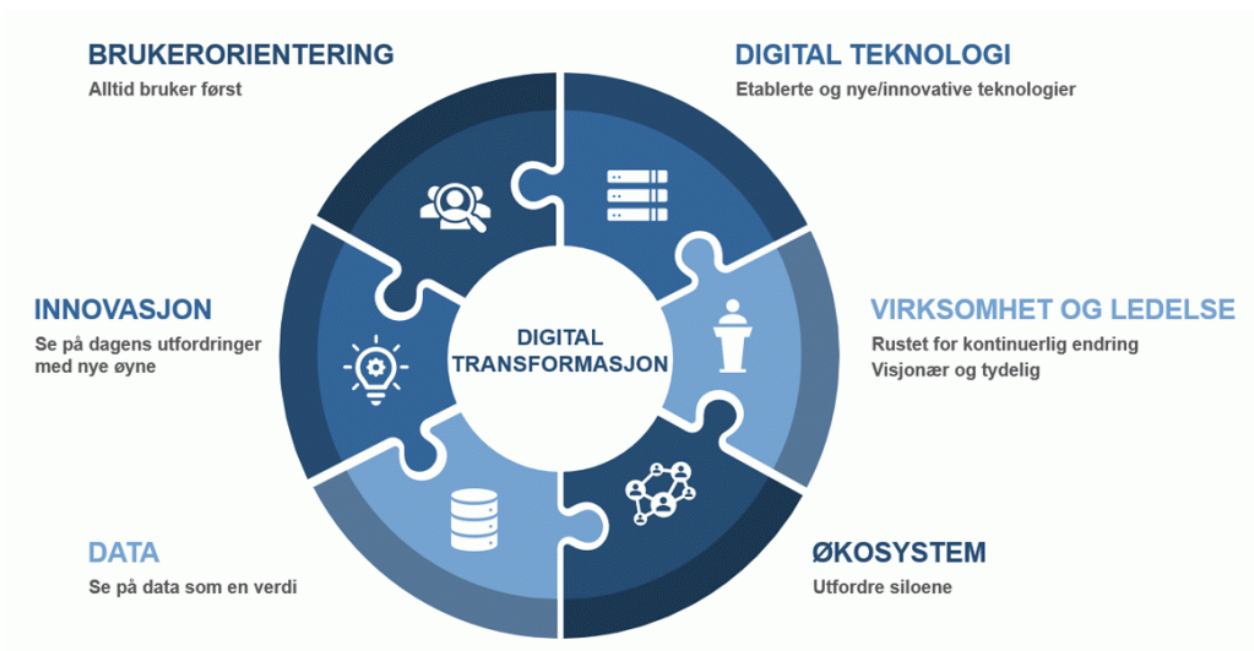 BRUKERORIENTERING
Alltid bruker først
DIGITAL TEKNOLOGI
Etablerte og nye/innovative teknologier
INNOVASJON
Se på dagens utfordringer
med nye øyne
DIGITAL
TRANSFORMASJON
VIRKSOMHET OG LEDELSE
Rustet for kontinuerlig endring
Visjonær og tydelig
DATA
Se på data som en verdi
ØKOSYSTEM
Utfordre siloene